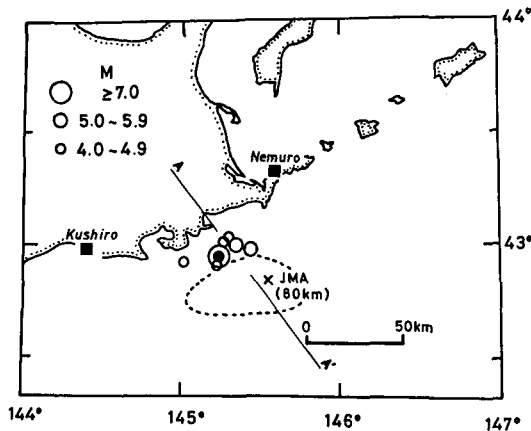 44°
M
≥7.0
5.0~5.9
4.0~4.9
Nemuro
A
Kushiro
43°
JMA
(80km)
0 50km
A'
144° 145° 146° 147°